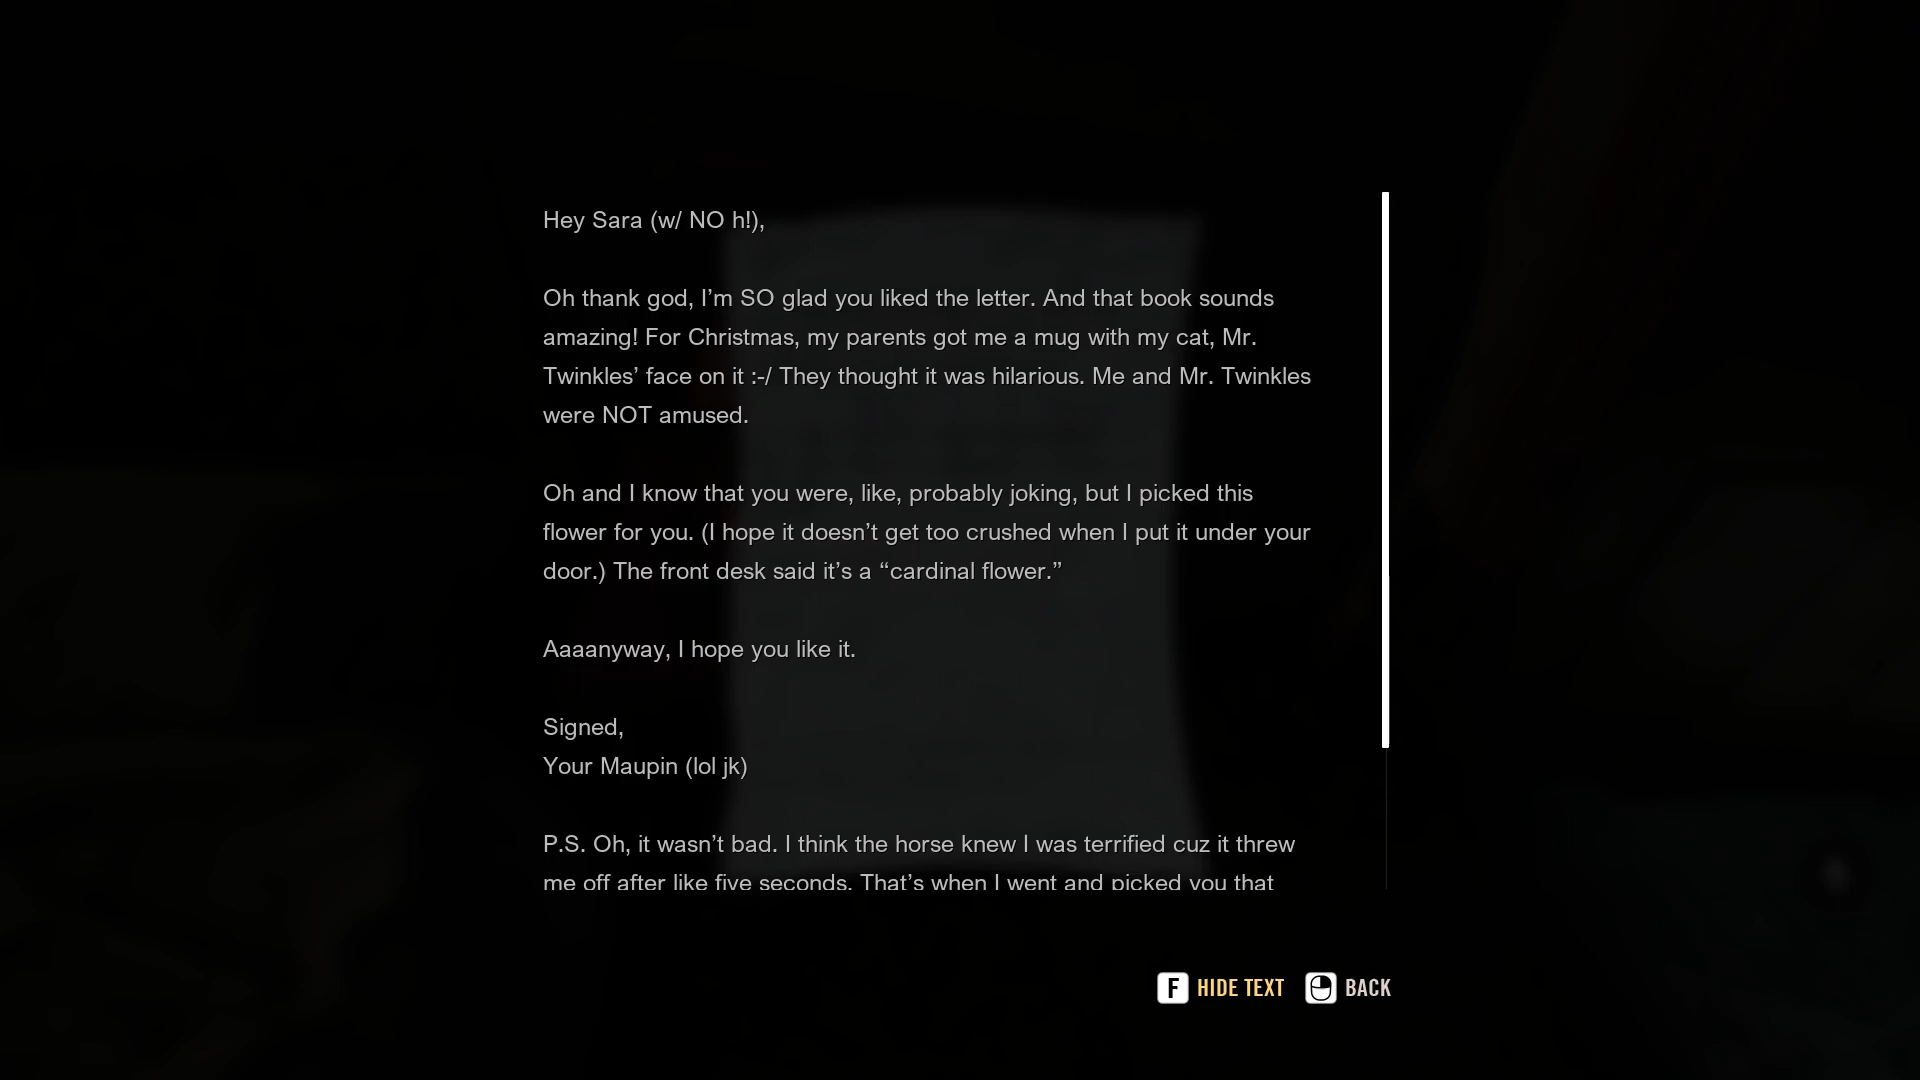 Hey Sara (w/ NO h!),
Oh thank god, I’m SO glad you liked the letter. And that book sounds
amazing! For Christmas, my parents got me a mug with my cat, Mr.
Twinkles’ face on it :-/ They thought it was hilarious. Me and Mr. Twinkles
were NOT amused.
Oh and I know that you were, like, probably joking, but I picked this
flower for you. (I hope it doesn’t get too crushed when I put it under your
door.) The front desk said it’s a “cardinal flower.”
Aaaanyway, I hope you like it.
Signed,
Your Maupin (lol jk)
P.S. Oh, it wasn’t bad. I think the horse knew I was terrified cuz it threw
me off after like five seconds. That’s when I went and picked you that
F HIDE TEXT BACK